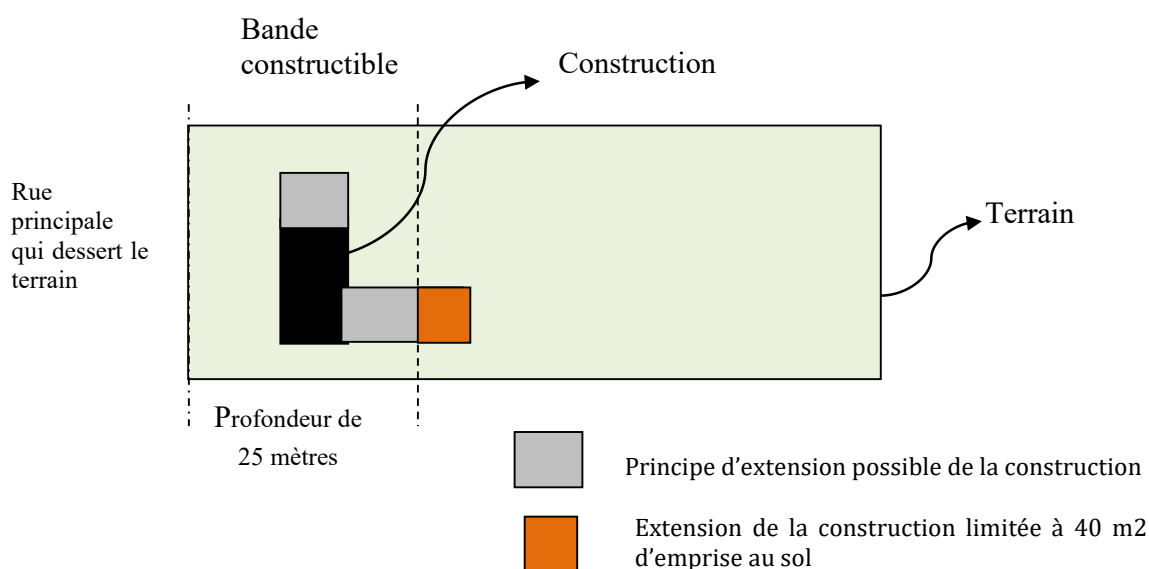 Bande
constructible
Construction
Rue
principale
qui dessert le
terrain
Terrain
Profondeur de
25 mètres
Principe d’extension possible de la construction
Extension de la construction limitée à 40 m2
d’emprise au sol